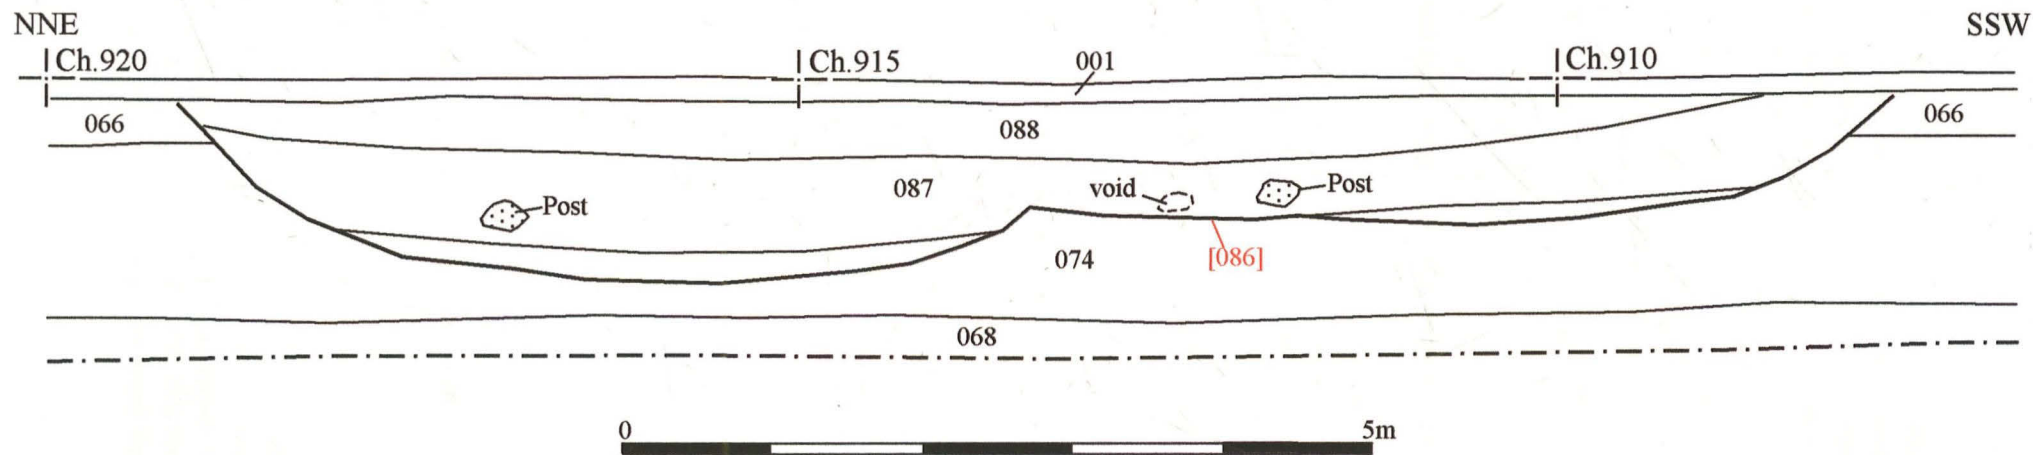 NNE
SSW
Ch.920
Ch.915
001
Ch.910
066
088
066
087
void
Post
Post
074
[086]
068
0
5m